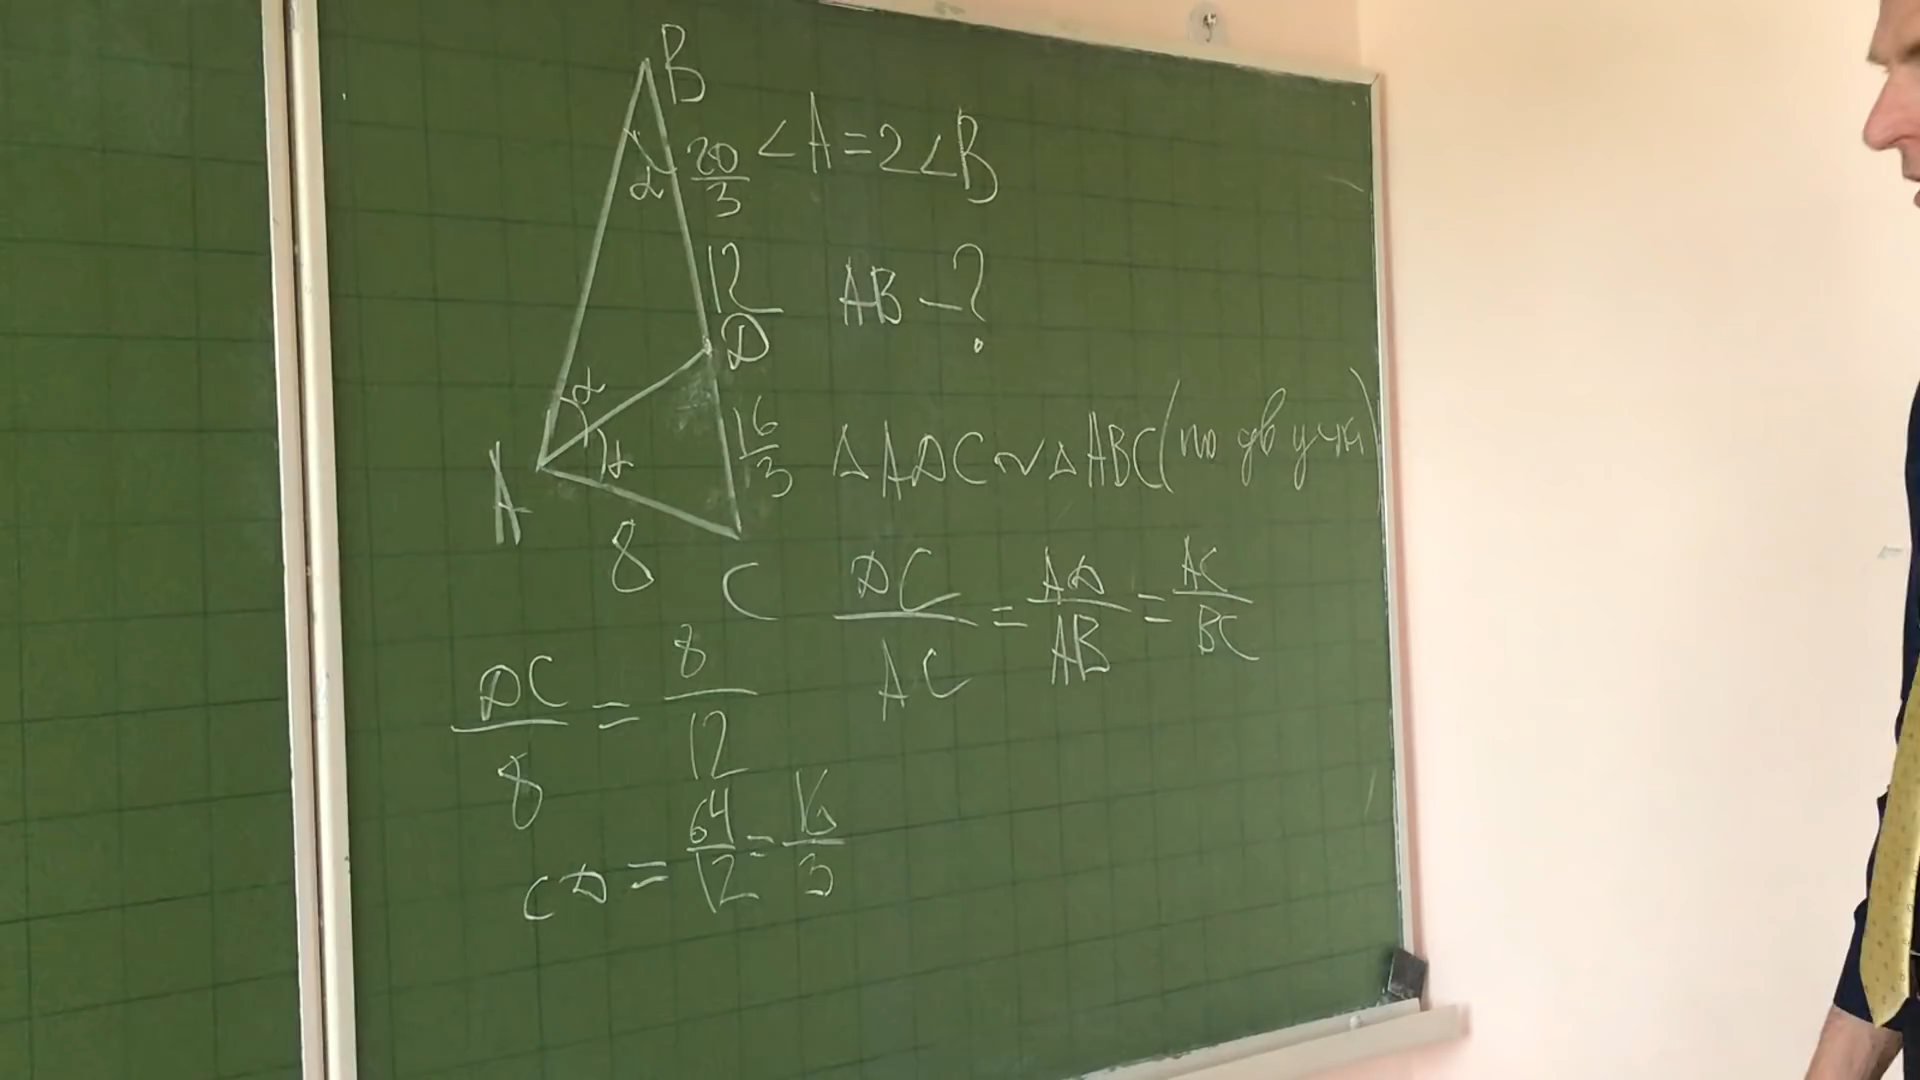 B
∠A = 2∠B
α
20/3
12
AB - ?
D
α
α
16/3
A
8
C
△ADC ~ △ABC (по дв угл)
DC/AC = AD/AB = AC/BC
DC/8 = 8/12
CD = 64/12 = 16/3